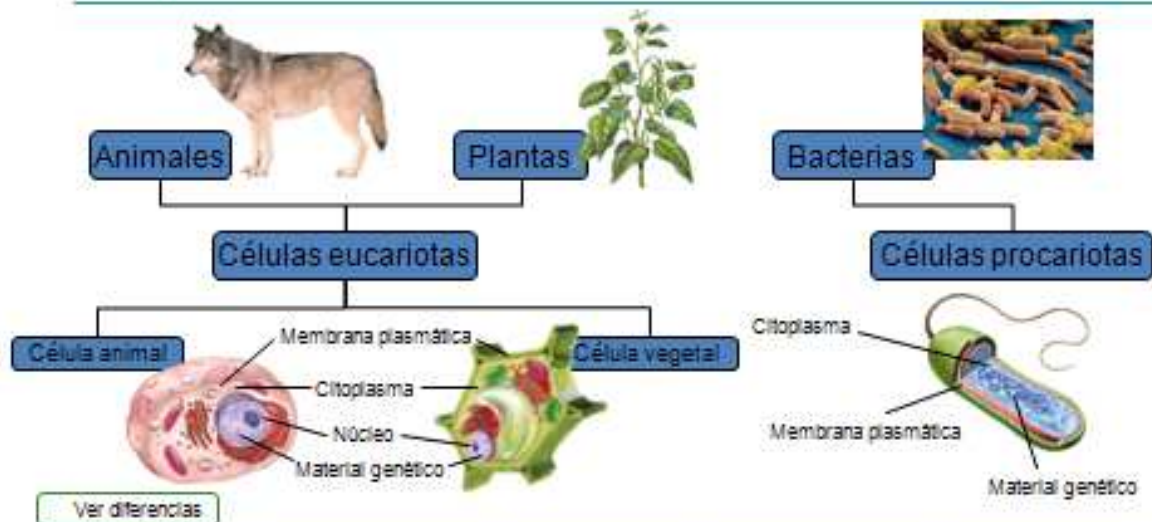 Animales
Plantas
Bacterias
Células eucariotas
Células procariotas
Célula animal
Membrana plasmática
Célula vegetal
Citoplasma
Núcleo
Material genético
Citoplasma
Membrana plasmática
Material genético
Ver diferencias